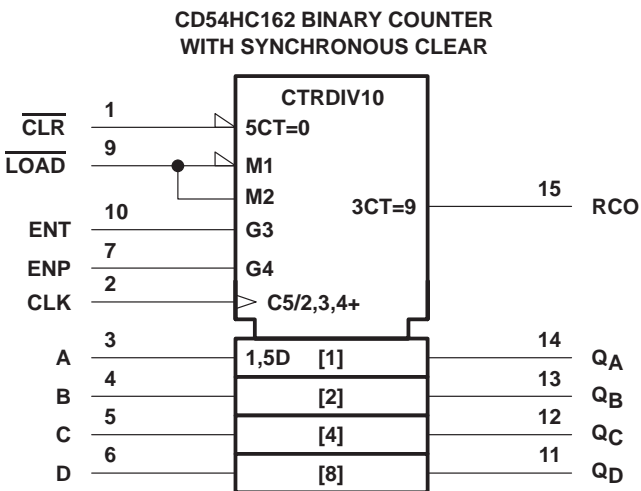 CD54HC162 BINARY COUNTER
WITH SYNCHRONOUS CLEAR
CTRDIV10
CLR 1 5CT=0
LOAD 9 M1
M2
3CT=9 15 RCO
ENT 10 G3
ENP 7 G4
CLK 2 C5/2,3,4+
A 3 1,5D [1] 14 QA
B 4 [2] 13 QB
C 5 [4] 12 QC
D 6 [8] 11 QD